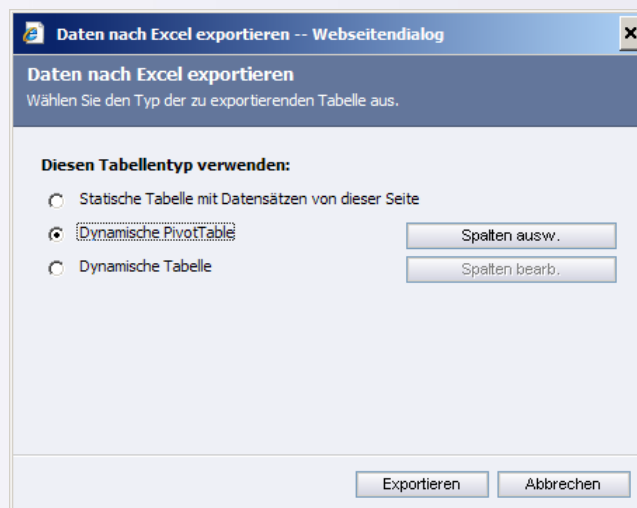 Daten nach Excel exportieren -- Webseitendialog
Daten nach Excel exportieren
Wählen Sie den Typ der zu exportierenden Tabelle aus.
Diesen Tabellentyp verwenden:
Statische Tabelle mit Datensätzen von dieser Seite
Dynamische PivotTable Spalten ausw.
Dynamische Tabelle Spalten bearb.
Exportieren Abbrechen